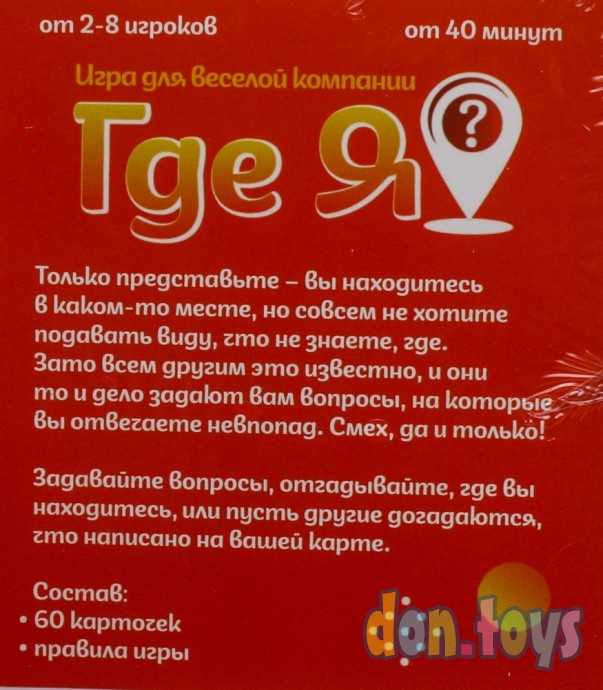 от 2-8 игроков от 40 минут
Игра для веселой компании
Где Я ?
Только представьте – вы находитесь
в каком-то месте, но совсем не хотите
подавать виду, что не знаете, где.
Зато всем другим это известно, и они
то и дело задают вам вопросы, на которые
вы отвечаете невпопад. Смех, да и только!
Задавайте вопросы, отгадывайте, где вы
находитесь, или пусть другие догадаются,
что написано на вашей карте.
Состав:
• 60 карточек
• правила игры
don.toys